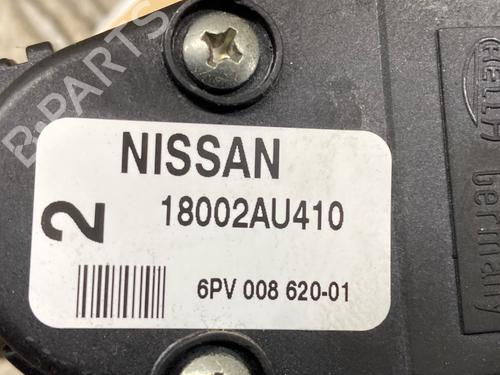 B-PARTS
NISSAN
18002AU410
2
6PV 008 620-01
Hella
Germany